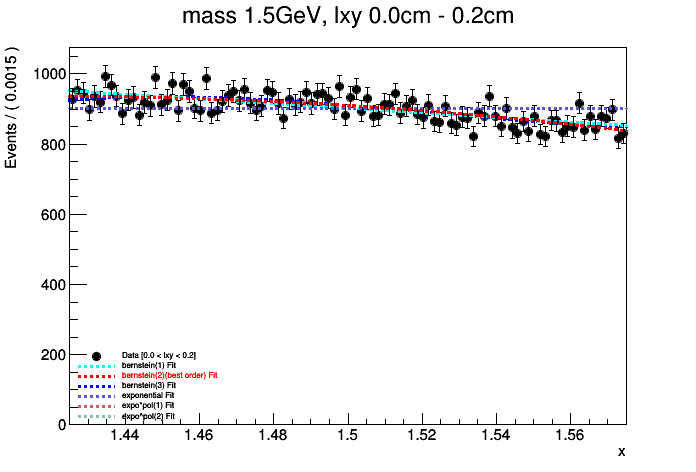 mass 1.5GeV, lxy 0.0cm - 0.2cm
Events / ( 0.0015 )
1000
800
600
400
200
0
Data [0.0 < lxy < 0.2]
bernstein(1) Fit
bernstein(2)(best order) Fit
bernstein(3) Fit
exponential Fit
expo*pol(1) Fit
expo*pol(2) Fit
1.44 1.46 1.48 1.5 1.52 1.54 1.56
x